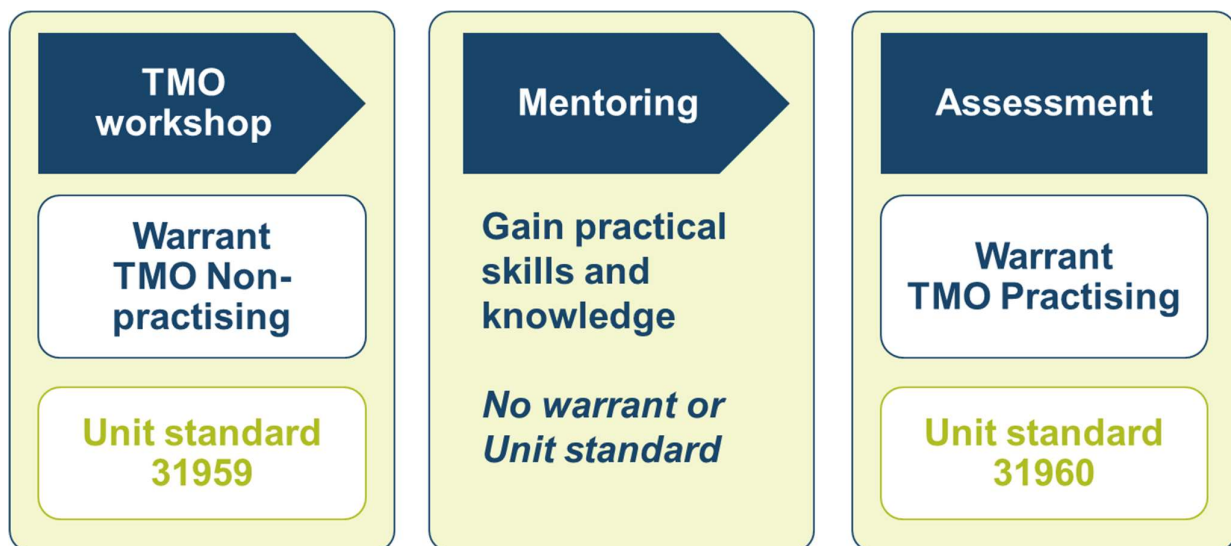 TMO
workshop
Warrant
TMO Non-
practising
Unit standard
31959
Mentoring
Gain practical
skills and
knowledge
No warrant or
Unit standard
Assessment
Warrant
TMO Practising
Unit standard
31960